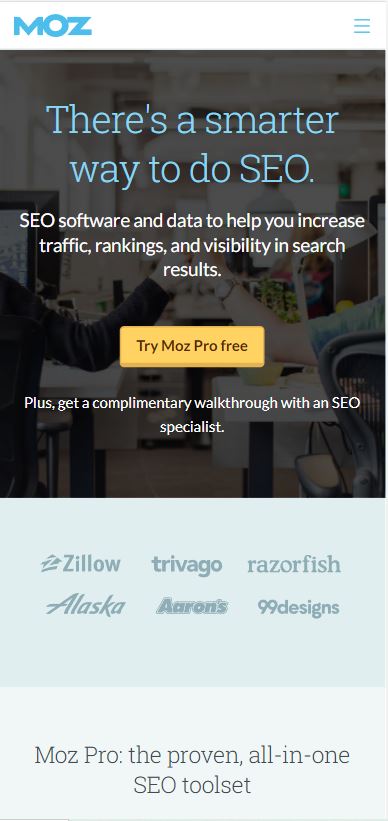 MOZ
There's a smarter
way to do SEO.
SEO software and data to help you increase
traffic, rankings, and visibility in search
results.
Try Moz Pro free
Plus, get a complimentary walkthrough with an SEO
specialist.
Zillow trivago razorfish
Alaska Aaron's 99designs
Moz Pro: the proven, all-in-one
SEO toolset